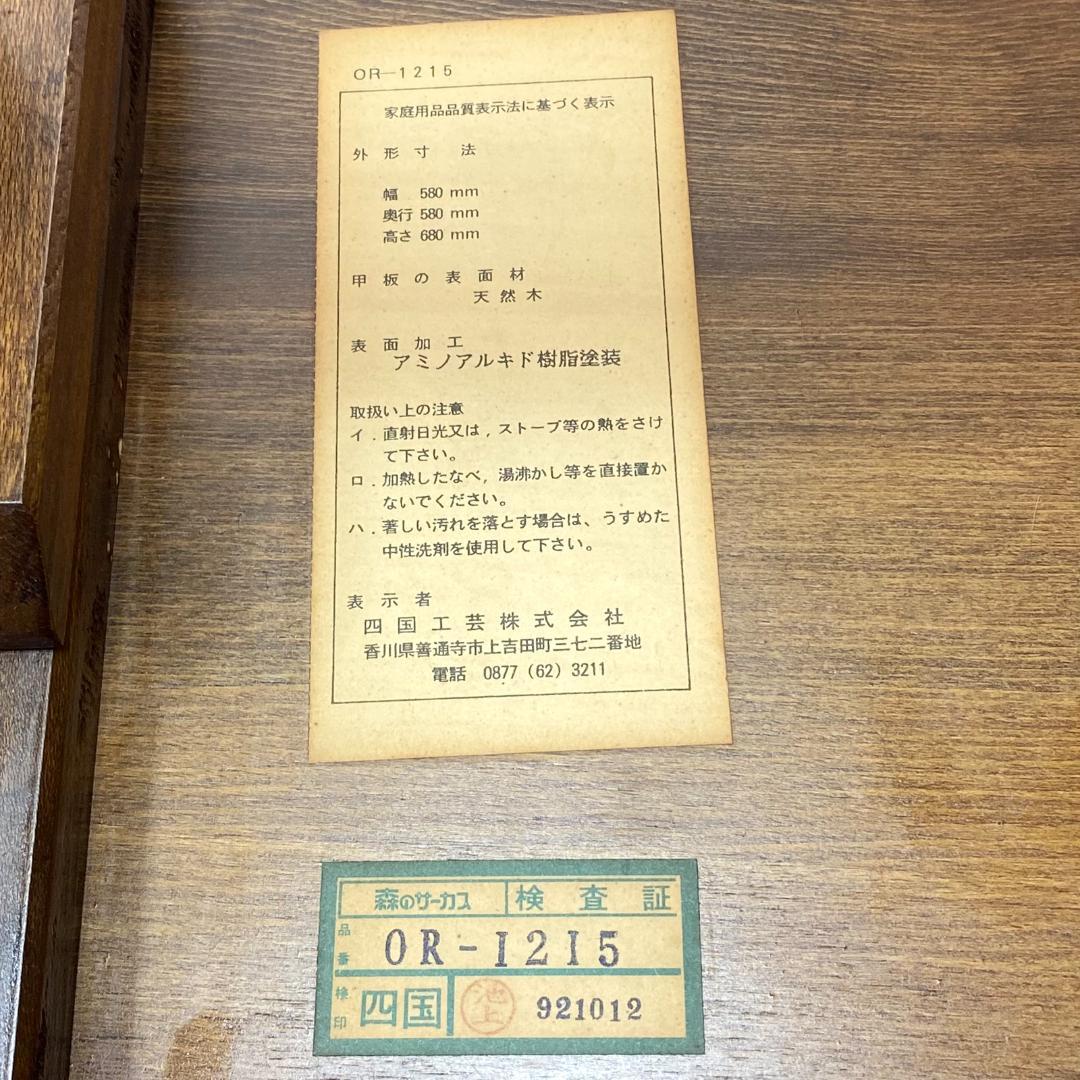 OR-1215
家庭用品品質表示法に基づく表示
外形寸法
幅 580 mm
奥行 580 mm
高さ 680 mm
甲板の表面材
天然木
表面加工
アミノアルキド樹脂塗装
取扱い上の注意
イ．直射日光又は，ストーブ等の熱をさけ
て下さい。
ロ．加熱したなべ，湯沸かし等を直接置か
ないでください。
ハ．著しい汚れを落とす場合は、うすめた
中性洗剤を使用して下さい。
表示者
四国工芸株式会社
香川県善通寺市上吉田町三七二番地
電話 0877（62）3211
森のサーカス 検査証
品番 OR-1215
検印 四国 池上 921012